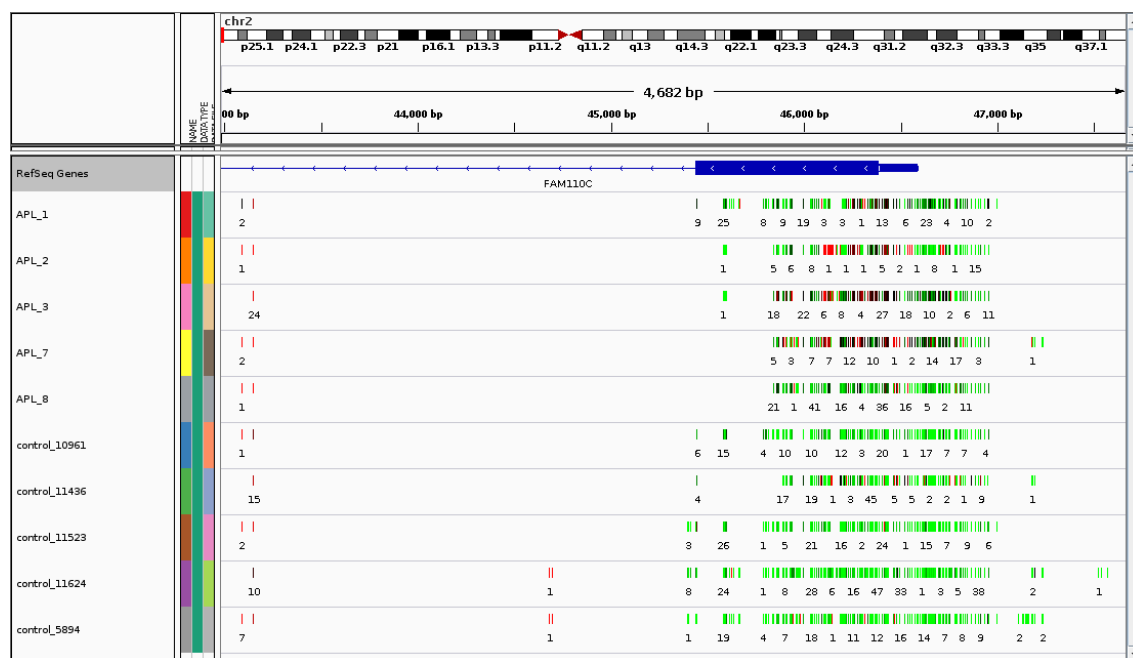 chr2
p25.1 p24.1 p22.3 p21 p16.1 p13.3 p11.2 q11.2 q13 q14.3 q22.1 q23.3 q24.3 q31.2 q32.3 q33.3 q35 q37.1
4,682 bp
00 bp 44,000 bp 45,000 bp 46,000 bp 47,000 bp
NAME
DATA TYPE
RefSeq Genes
FAM110C
APL_1
2 9 25 8 9 19 3 3 1 13 6 23 4 10 2
APL_2
1 1 5 6 8 1 1 1 5 2 1 8 1 15
APL_3
24 1 18 22 6 8 4 27 18 10 2 6 11
APL_7
2 5 3 7 7 12 10 1 2 14 17 3 1
APL_8
1 21 1 41 16 4 36 16 5 2 11
control_10961
1 6 15 4 10 10 12 3 20 1 17 7 7 4
control_11436
15 4 17 19 1 3 45 5 5 2 2 1 9 1
control_11523
2 3 26 1 5 21 16 2 24 1 15 7 9 6
control_11624
10 1 8 24 1 8 28 6 16 47 33 1 3 5 38 2 1
control_5894
7 1 1 19 4 7 18 1 11 12 16 14 7 8 9 2 2